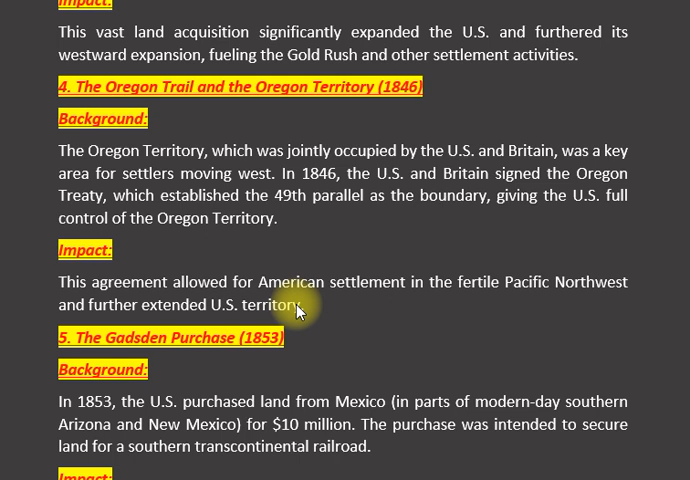 Impact:
This vast land acquisition significantly expanded the U.S. and furthered its
westward expansion, fueling the Gold Rush and other settlement activities.
4. The Oregon Trail and the Oregon Territory (1846)
Background:
The Oregon Territory, which was jointly occupied by the U.S. and Britain, was a key
area for settlers moving west. In 1846, the U.S. and Britain signed the Oregon
Treaty, which established the 49th parallel as the boundary, giving the U.S. full
control of the Oregon Territory.
Impact:
This agreement allowed for American settlement in the fertile Pacific Northwest
and further extended U.S. territory.
5. The Gadsden Purchase (1853)
Background:
In 1853, the U.S. purchased land from Mexico (in parts of modern-day southern
Arizona and New Mexico) for $10 million. The purchase was intended to secure
land for a southern transcontinental railroad.
Impact: